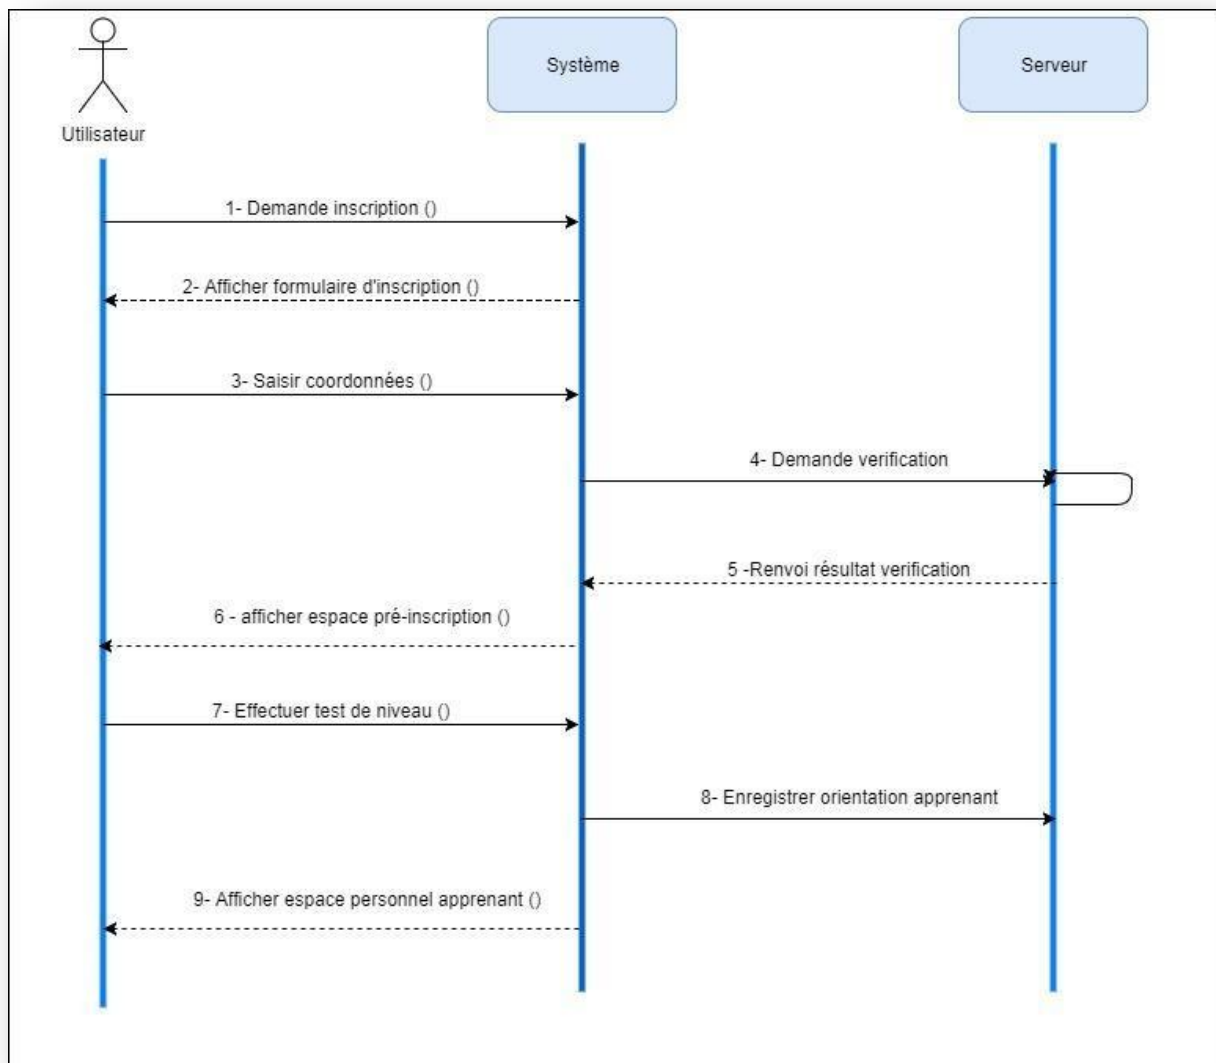 Utilisateur
Système
Serveur
1- Demande inscription ()
2- Afficher formulaire d'inscription ()
3- Saisir coordonnées ()
4- Demande verification
5 -Renvoi résultat verification
6 - afficher espace pré-inscription ()
7- Effectuer test de niveau ()
8- Enregistrer orientation apprenant
9- Afficher espace personnel apprenant ()